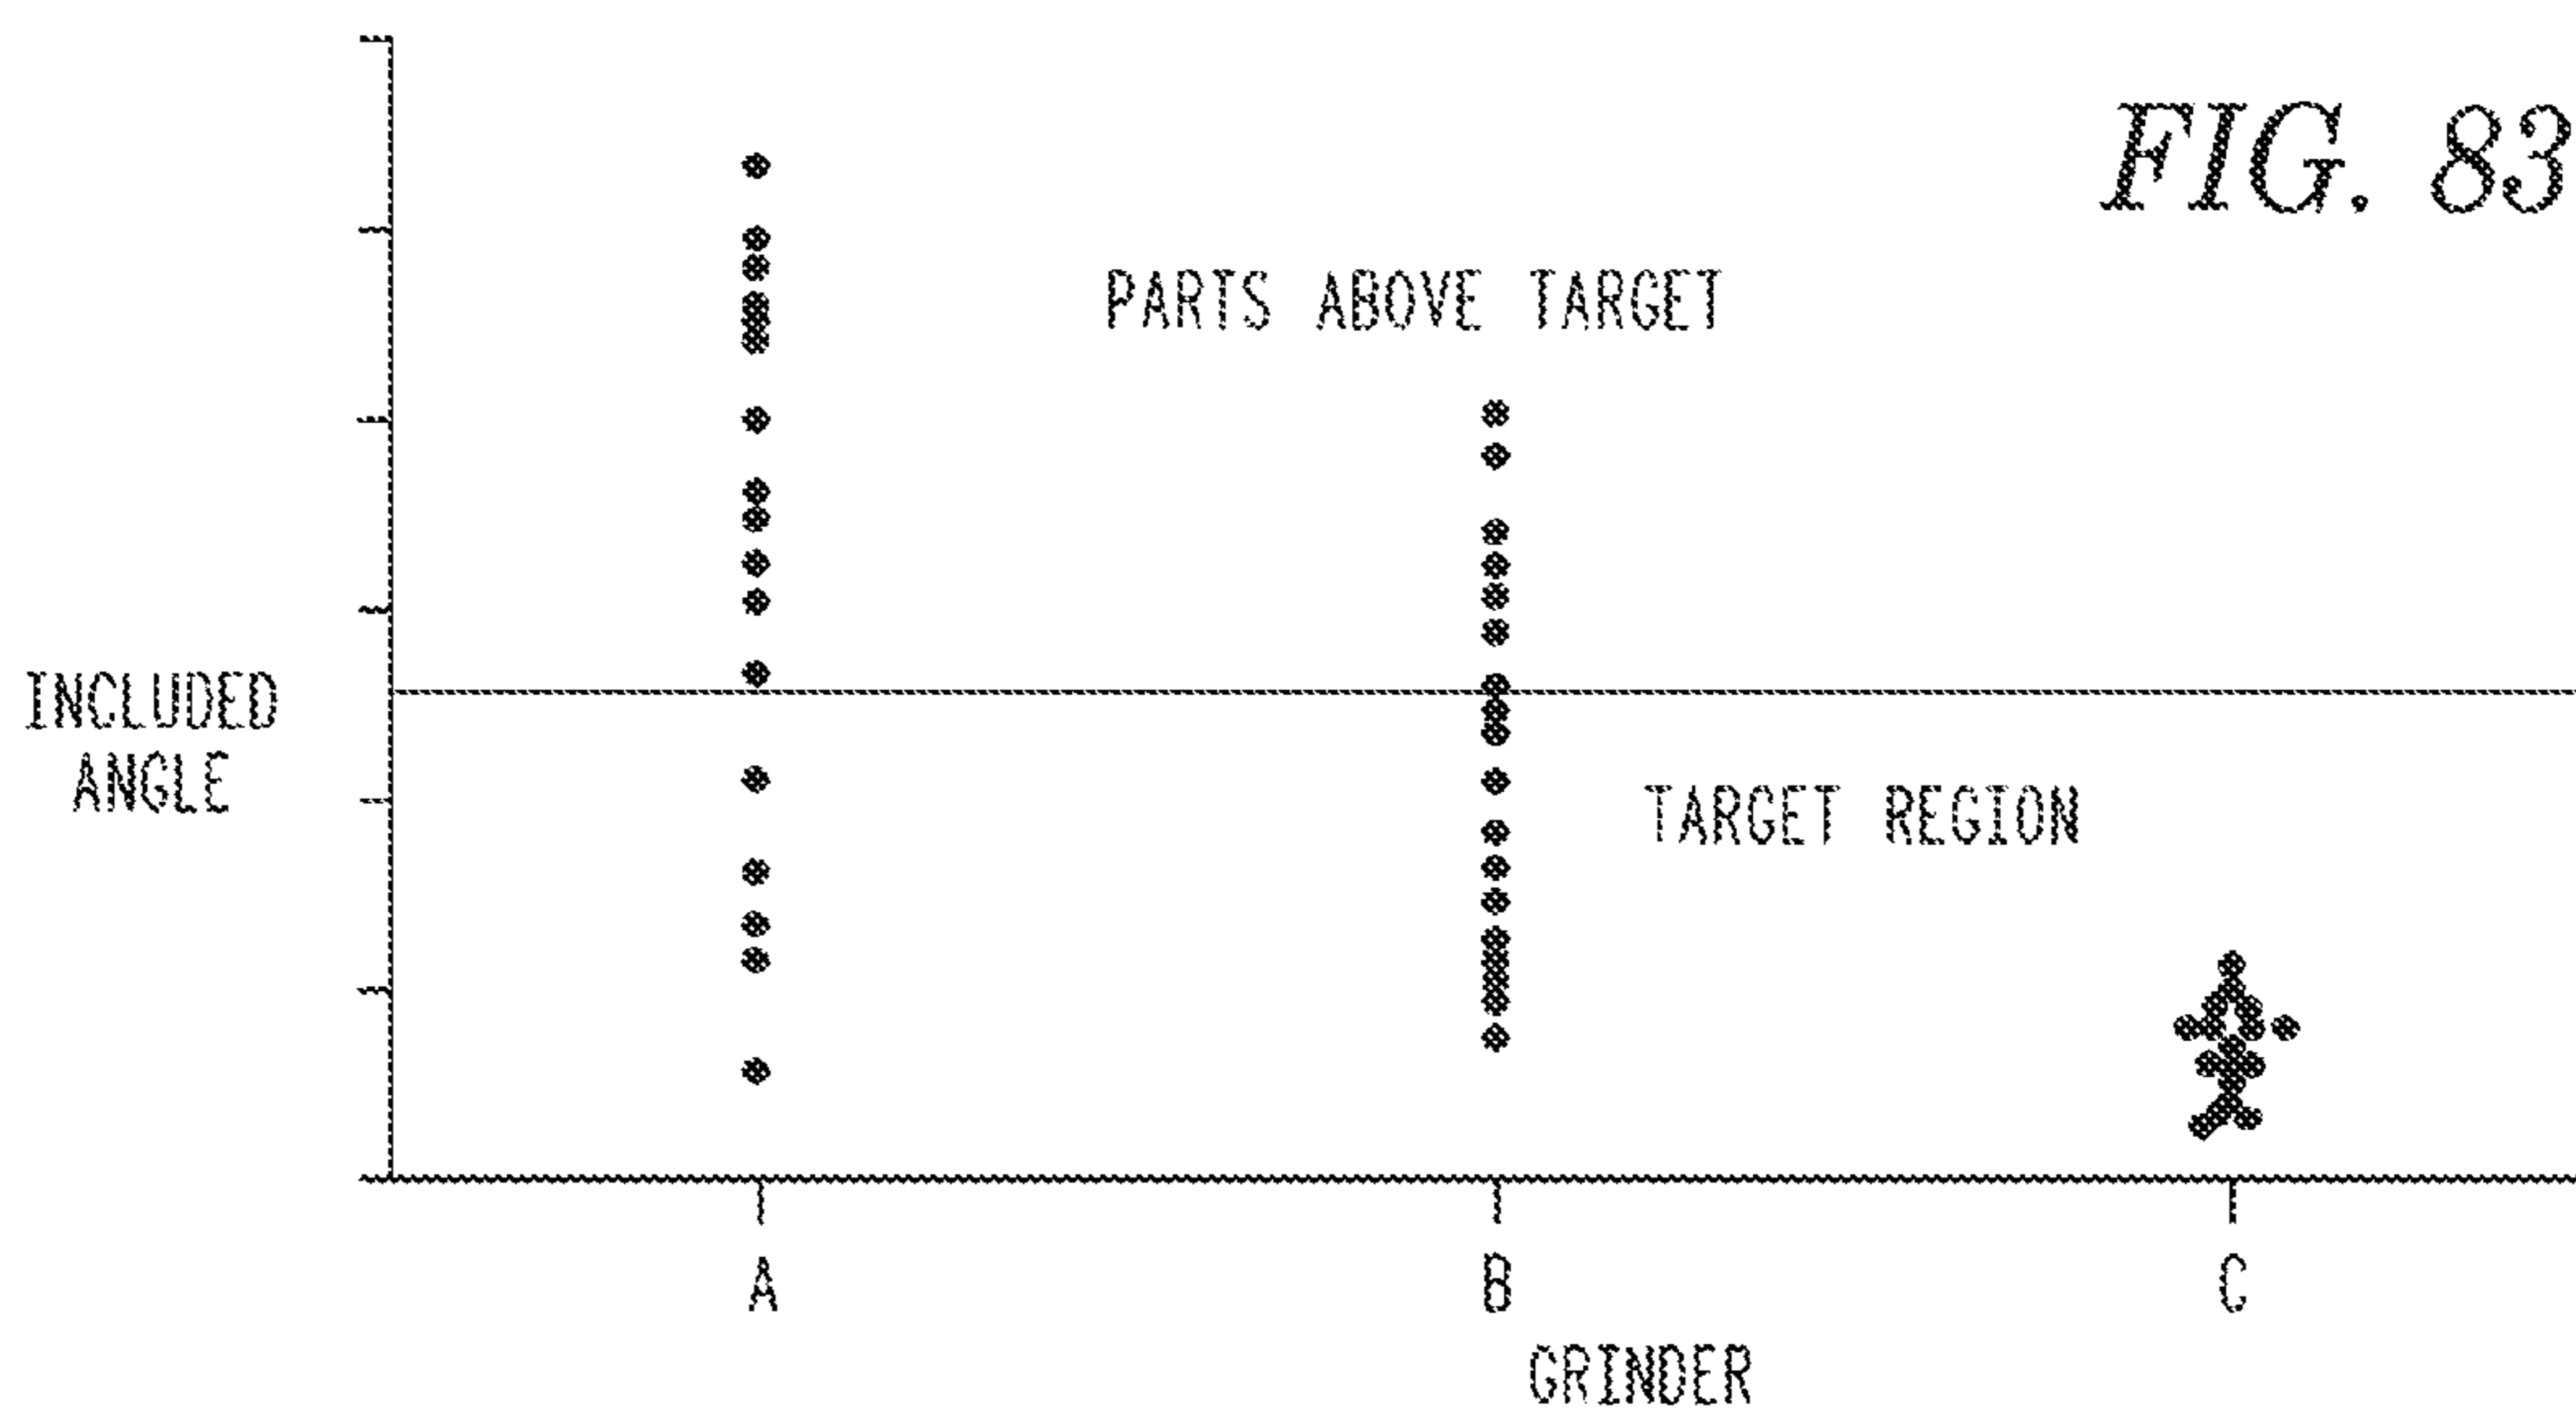 FIG. 83
PARTS ABOVE TARGET
INCLUDED
ANGLE
TARGET REGION
A
B
C
GRINDER